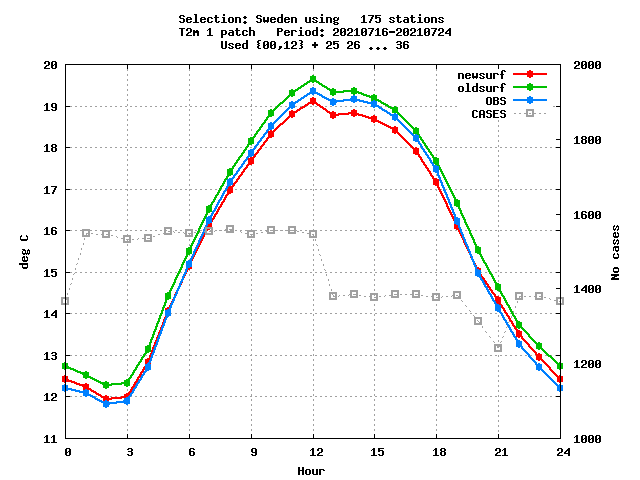 Selection: Sweden using   175 stations
T2m 1 patch   Period: 20210716-20210724
Used {00,12} + 25 26 ... 36
newsurf
oldsurf
OBS
CASES
20
19
18
17
16
15
14
13
12
11
deg C
2000
1800
1600
1400
1200
1000
No cases
0 3 6 9 12 15 18 21 24
Hour